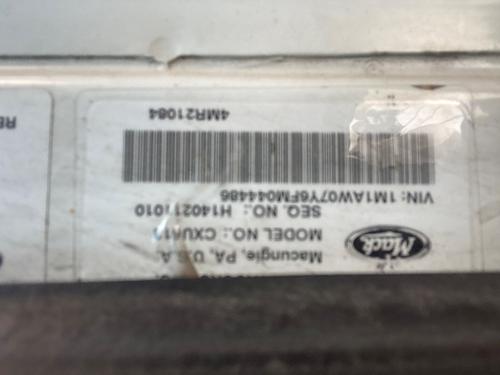 Mack
Macungie, PA, U.S.A.
MODEL NO.: CXU613
SEQ. NO.: H140211010
VIN: 1M1AW07Y6FM044486
4MR21084